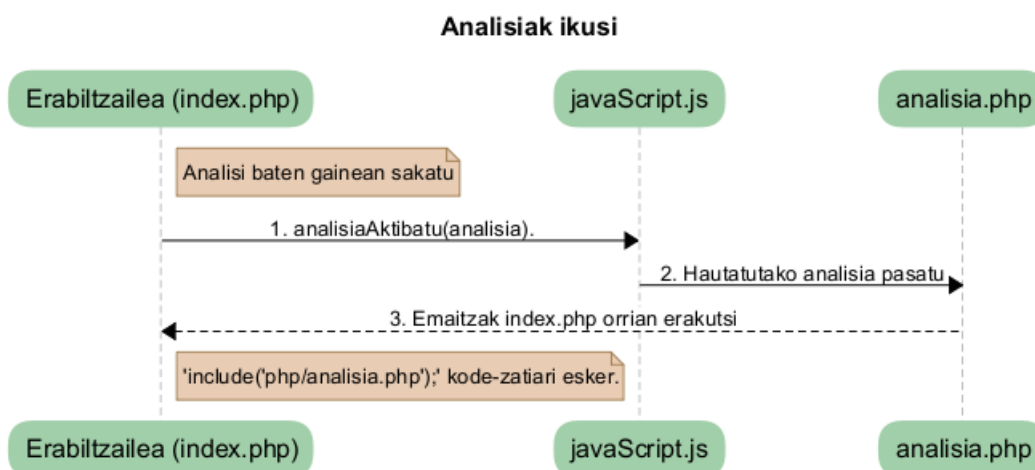 Analisiak ikusi
Erabiltzailea (index.php)
javaScript.js
analisia.php
Analisi baten gainean sakatu
1. analisiaAktibatu(analisia).
2. Hautatutako analisia pasatu
3. Emaitzak index.php orrian erakutsi
'include('php/analisia.php');' kode-zatiari esker.
Erabiltzailea (index.php)
javaScript.js
analisia.php